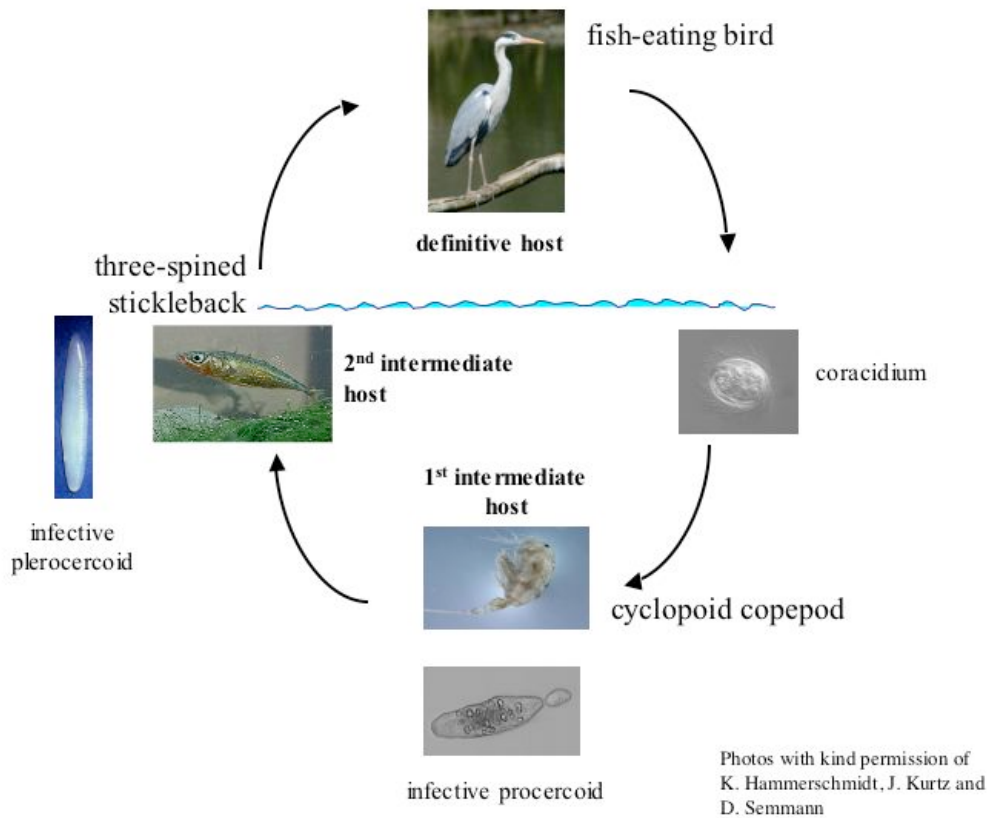 fish-eating bird
definitive host
three-spined
stickleback
2nd intermediate
host
coracidium
1st intermediate
host
infective
plerocercoid
cyclopoid copepod
infective procercoid
Photos with kind permission of
K. Hammerschmidt, J. Kurtz and
D. Semmann